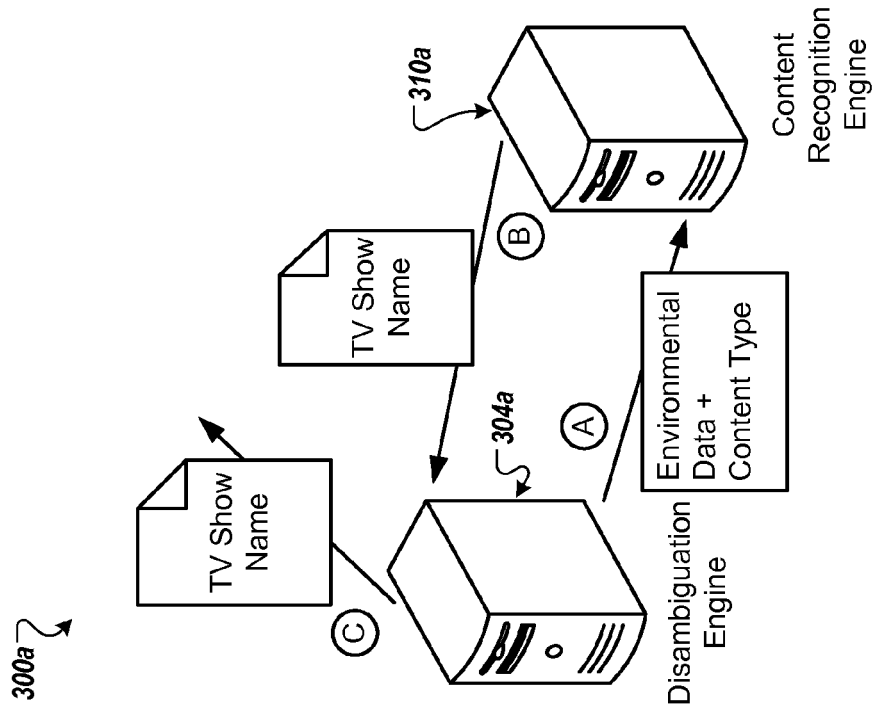 300a
C
TV Show
Name
TV Show
Name
B
310a
304a
A
Environmental
Data +
Content Type
Disambiguation
Engine
Content
Recognition
Engine